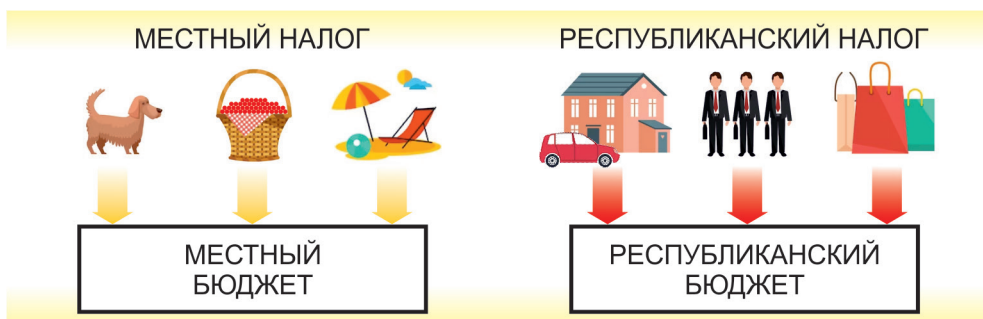 МЕСТНЫЙ НАЛОГ
МЕСТНЫЙ
БЮДЖЕТ
РЕСПУБЛИКАНСКИЙ НАЛОГ
РЕСПУБЛИКАНСКИЙ
БЮДЖЕТ